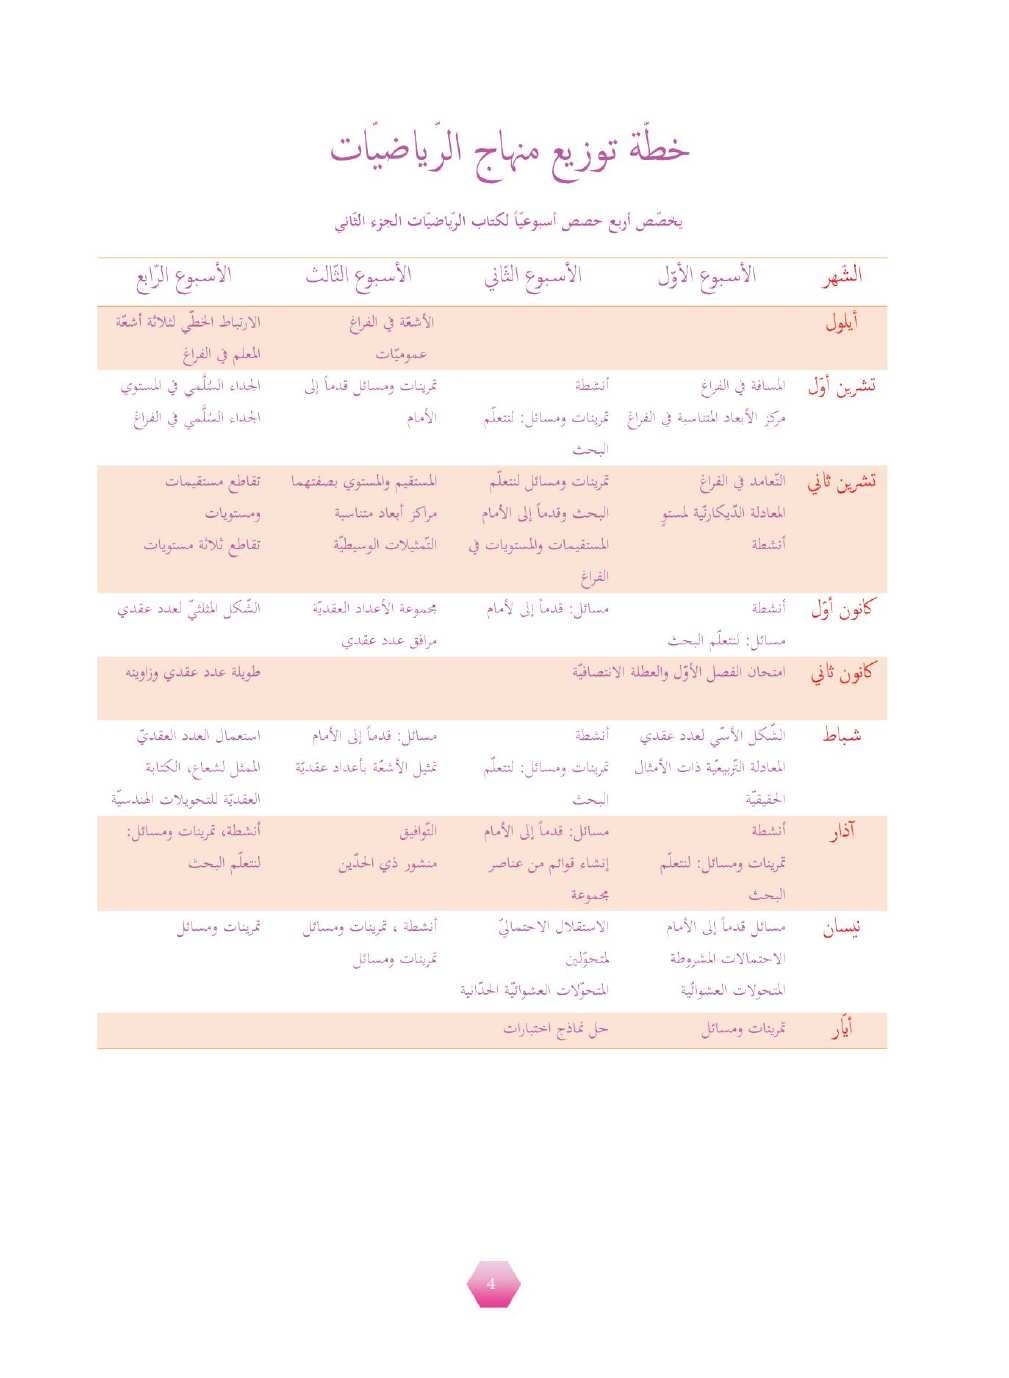 خطّة توزيع منهاج الرّياضيّات
يخصّص أربع حصص أسبوعيّاً لكتاب الرّياضيّات الجزء الثّاني
الشّهر الأسبوع الأوّل الأسبوع الثّاني الأسبوع الثّالث الأسبوع الرّابع
أيلول الأشعّة في الفراغ الارتباط الخطّي لثلاثة أشعّة
عموميّات المعلم في الفراغ
تشرين أوّل المسافة في الفراغ أنشطة تمرينات ومسائل قدماً إلى الجداء السُلَّمي في المستوي
مركز الأبعاد المتناسبة في الفراغ تمرينات ومسائل: لنتعلّم الأمام الجداء السُلَّمي في الفراغ
البحث
تشرين ثاني التّعامد في الفراغ تمرينات ومسائل لنتعلّم المستقيم والمستوي بصفتهما تقاطع مستقيمات
المعادلة الدّيكارتّية لمستوٍ البحث وقدماً إلى الأمام مراكز أبعاد متناسبة ومستويات
أنشطة المستقيمات والمستويات في التّمثيلات الوسيطيّة تقاطع ثلاثة مستويات
الفراغ
كانون أوّل أنشطة مسائل: قدماً إلى لأمام مجموعة الأعداد العقديّة الشّكل المثلثيّ لعدد عقدي
مسائل: لنتعلّم البحث مرافق عدد عقدي
كانون ثاني امتحان الفصل الأوّل والعطلة الانتصافيّة طويلة عدد عقدي وزاويته
شباط الشّكل الأسّي لعدد عقدي أنشطة مسائل: قدماً إلى الأمام استعمال العدد العقديّ
المعادلة التّربيعيّة ذات الأمثال تمرينات ومسائل: لنتعلّم تمثيل الأشعّة بأعداد عقديّة الممثل لشعاع، الكتابة
الحقيقيّة البحث العقديّة للتحويلات الهندسيّة
آذار أنشطة مسائل: قدماً إلى الأمام التّوافيق أنشطة، تمرينات ومسائل:
تمرينات ومسائل: لنتعلّم إنشاء قوائم من عناصر منشور ذي الحدّين لنتعلّم البحث
البحث مجموعة
نيسان مسائل قدماً إلى الأمام الاستقلال الاحتماليّ أنشطة ، تمرينات ومسائل تمرينات ومسائل
الاحتمالات المشروطة لمتحوّلين تمرينات ومسائل
المتحولات العشوائّية المتحوّلات العشوائيّة الحدّانية
أيّار تمرينات ومسائل حل نماذج اختبارات
4